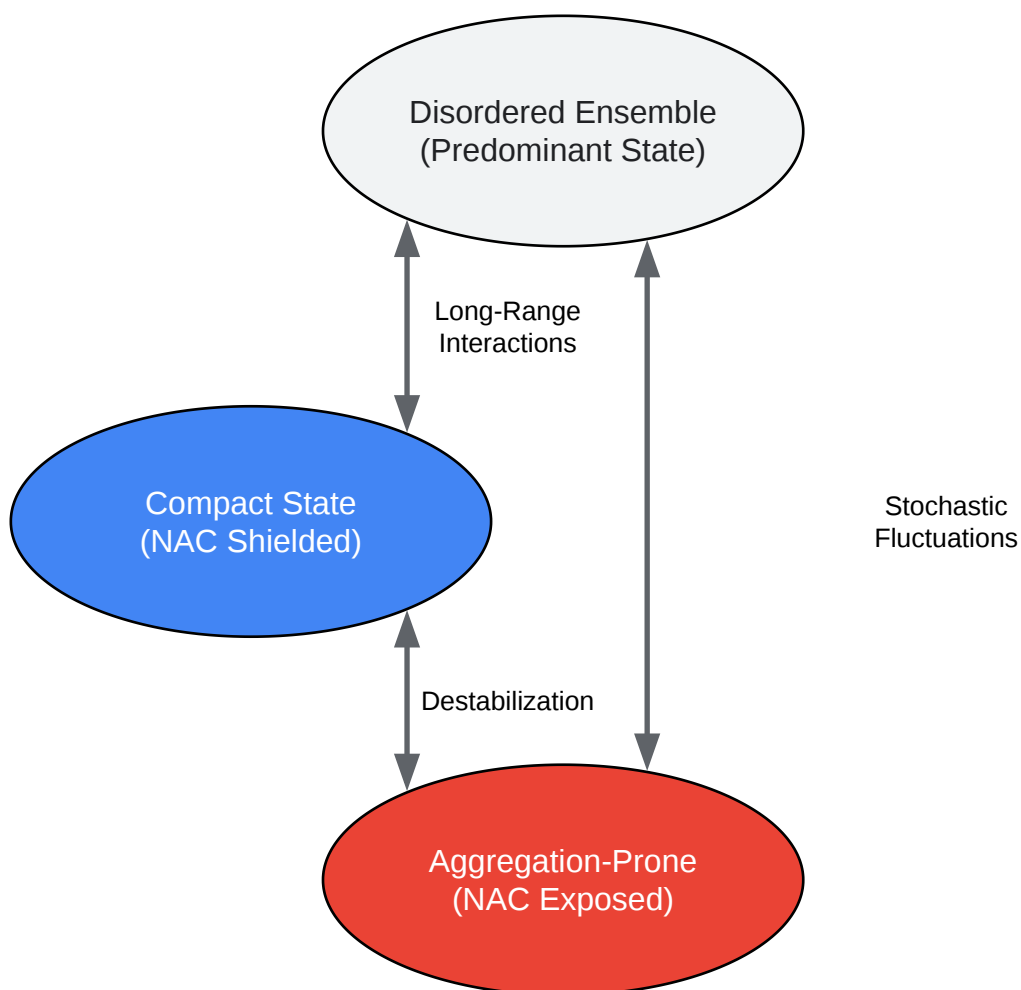 Disordered Ensemble
(Predominant State)
Long-Range
Interactions
Compact State
(NAC Shielded)
Stochastic
Fluctuations
Destabilization
Aggregation-Prone
(NAC Exposed)